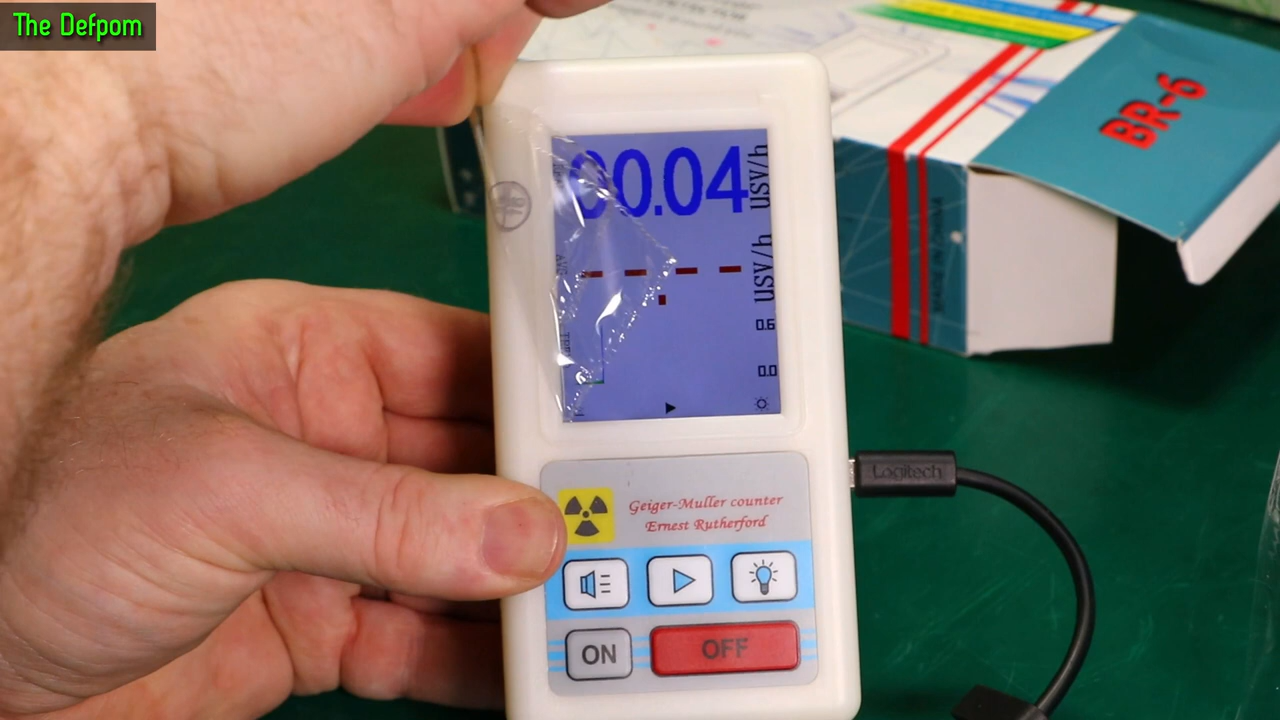 The Defpom
BR-6
00.04
usv/h
usv/h
0.6
0.0
Logitech
Geiger-Muller counter
Ernest Rutherford
ON
OFF